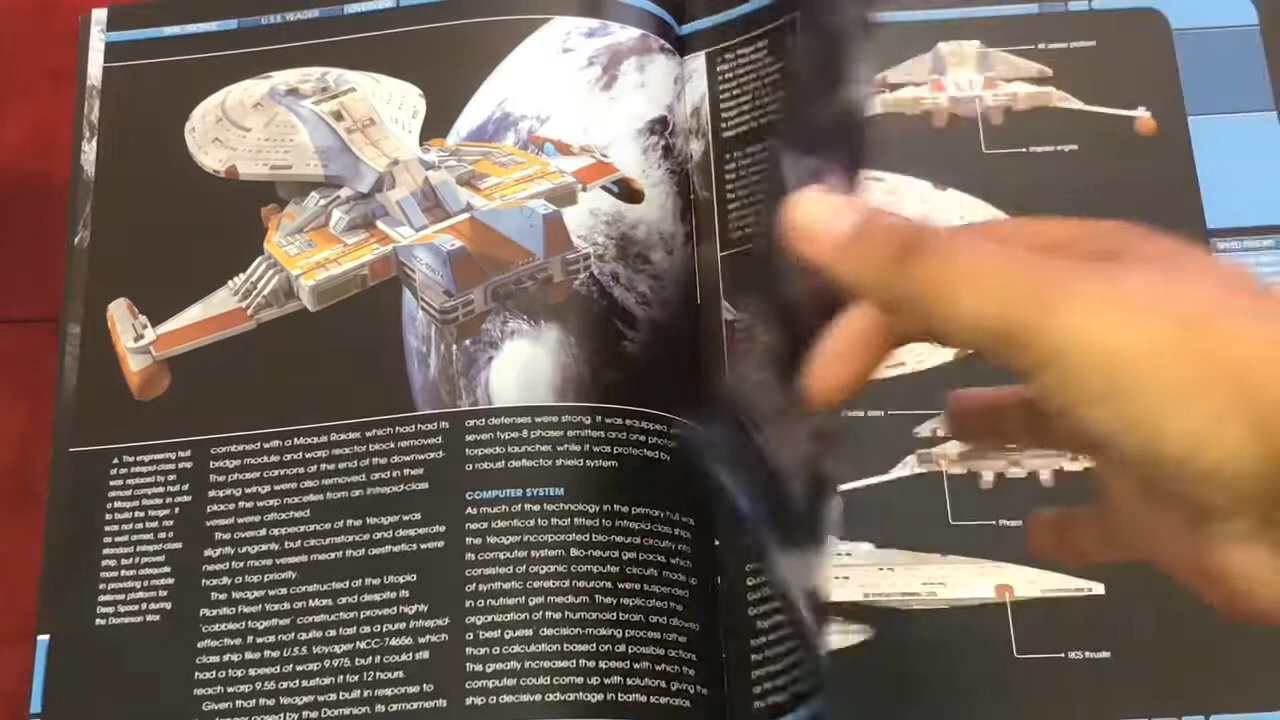 U.S.S. YEAGER
OVERVIEW
NCC-65674
▲ The engineering hull
of an Intrepid-class ship
was replaced by an
almost complete hull of
a Maquis Raider in order
to build the Yeager. It
was not as fast, nor
as well armed, as a
standard Intrepid-class
ship, but it proved
more than adequate
in providing a mobile
defense platform for
Deep Space 9 during
the Dominion War.
combined with a Maquis Raider, which had had its
bridge module and warp reactor block removed.
The phaser cannons at the end of the downward-
sloping wings were also removed, and in their
place the warp nacelles from an Intrepid-class
vessel were attached.
The overall appearance of the Yeager was
slightly ungainly, but circumstance and desperate
need for more vessels meant that aesthetics were
hardly a top priority.
The Yeager was constructed at the Utopia
Planitia Fleet Yards on Mars, and despite its
'cobbled together' construction proved highly
effective. It was not quite as fast as a pure Intrepid-
class ship like the U.S.S. Voyager NCC-74656, which
had a top speed of warp 9.975, but it could still
reach warp 9.55 and sustain it for 12 hours.
Given that the Yeager was built in response to
posed by the Dominion, its armaments
and defenses were strong. It was equipped
seven type-8 phaser emitters and one photon
torpedo launcher, while it was protected by
a robust deflector shield system.
COMPUTER SYSTEM
As much of the technology in the primary hull was
near identical to that fitted to Intrepid-class ships,
the Yeager incorporated bio-neural circuitry into
its computer system. Bio-neural gel packs, which
consisted of organic computer 'circuits' made up
of synthetic cerebral neurons, were suspended
in a nutrient gel medium. They replicated the
organization of the humanoid brain, and allowed
a 'best guess' decision-making process rather
than a calculation based on all possible actions.
This greatly increased the speed with which the
computer could come up with solutions, giving the
ship a decisive advantage in battle scenarios.
Aft sensor platform
Impulse engine
Phaser
RCS thruster